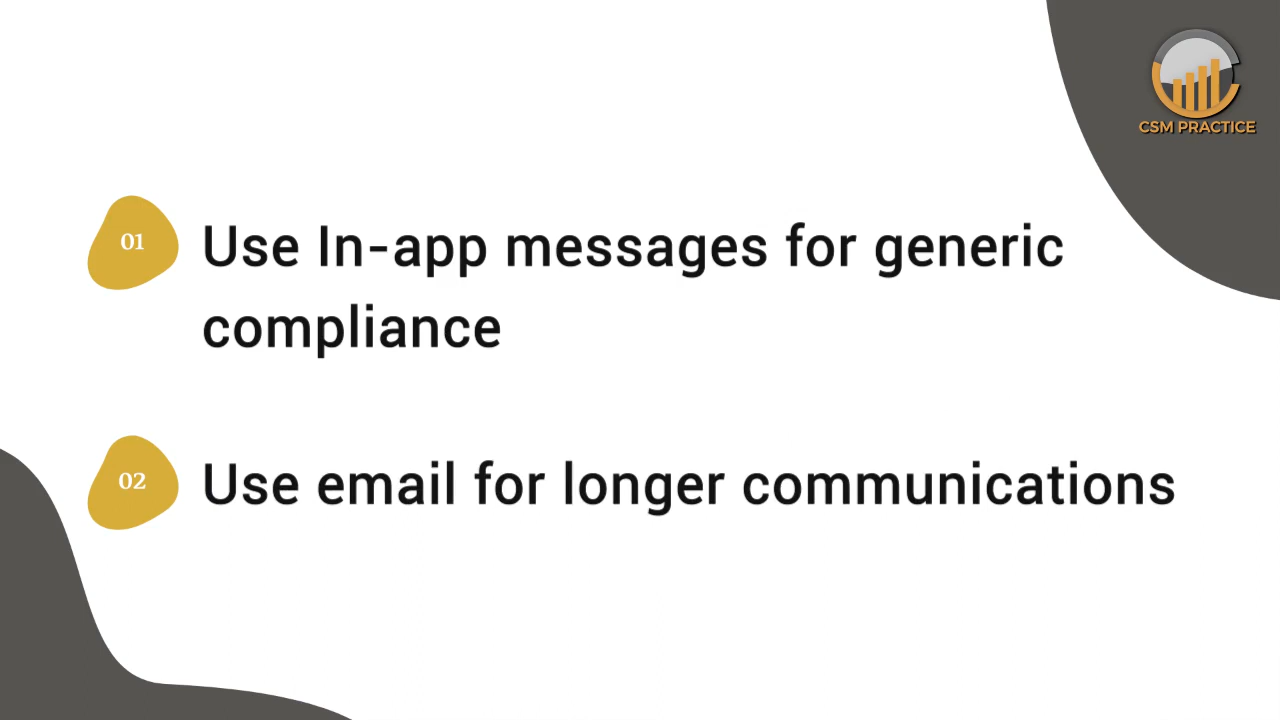 CSM PRACTICE
01
Use In-app messages for generic
compliance
02
Use email for longer communications